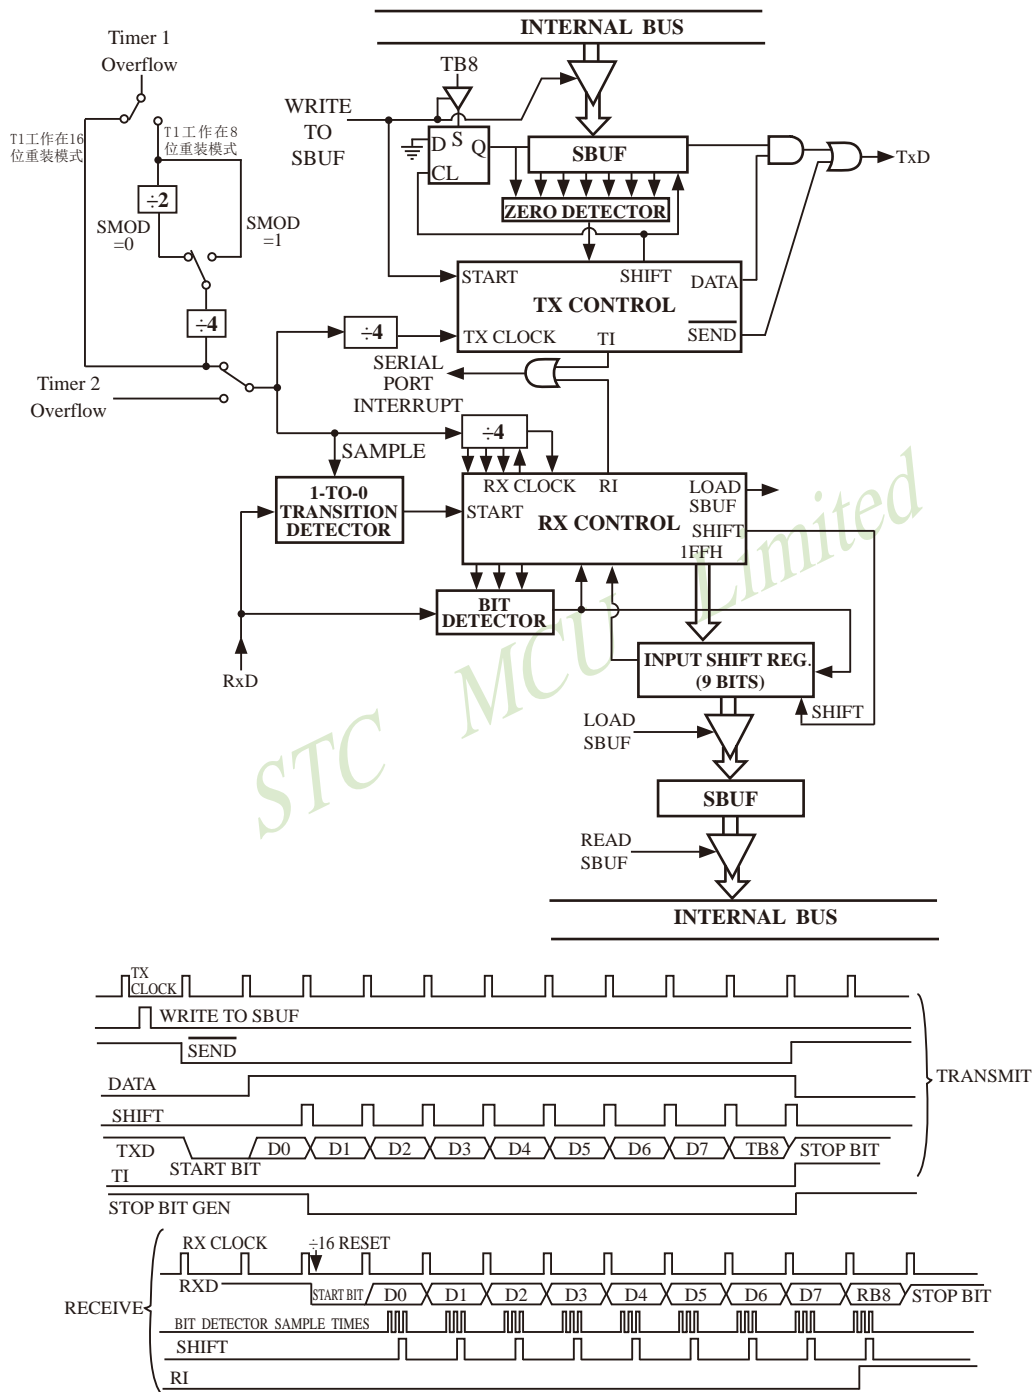 INTERNAL BUS
Timer 1
Overflow
TB8
WRITE
TO
SBUF
T1工作在16
位重装模式
T1工作在8
位重装模式
D
S
Q
CL
SBUF
TxD
÷2
ZERO DETECTOR
SMOD
=0
SMOD
=1
START
SHIFT
DATA
TX CONTROL
÷4
÷4
TX CLOCK
TI
SEND
SERIAL
PORT
INTERRUPT
Timer 2
Overflow
÷4
SAMPLE
1-TO-0
TRANSITION
DETECTOR
RX CLOCK
RI
LOAD
SBUF
START
RX CONTROL
SHIFT
1FFH
BIT
DETECTOR
INPUT SHIFT REG.
(9 BITS)
RxD
SHIFT
LOAD
SBUF
SBUF
READ
SBUF
INTERNAL BUS
STC MCU Limited
TX
CLOCK
WRITE TO SBUF
SEND
DATA
TRANSMIT
SHIFT
TXD
START BIT
D0
D1
D2
D3
D4
D5
D6
D7
TB8
STOP BIT
TI
STOP BIT GEN
RX CLOCK
÷16 RESET
RXD
START BIT
D0
D1
D2
D3
D4
D5
D6
D7
RB8
STOP BIT
RECEIVE
BIT DETECTOR SAMPLE TIMES
SHIFT
RI